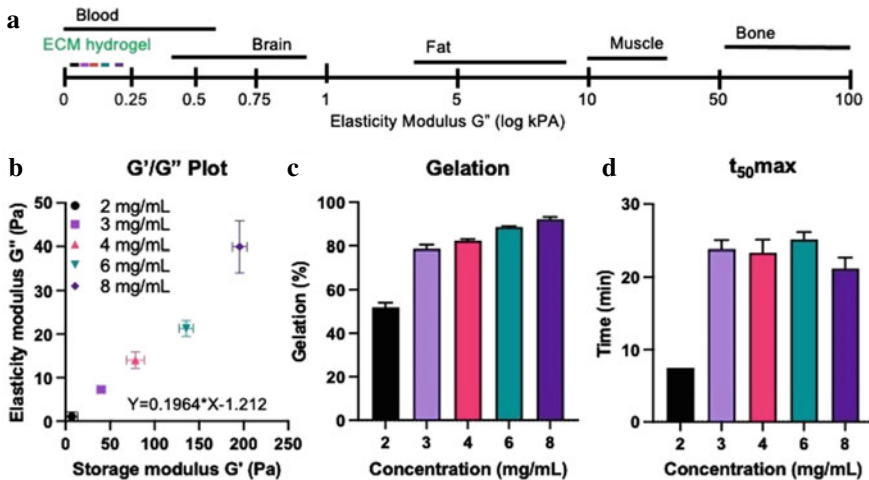 a
Blood
ECM hydrogel
Brain
Fat
Muscle
Bone
0 0.25 0.5 0.75 1 5 10 50 100
Elasticity Modulus G" (log kPA)
b
G'/G" Plot
Elasticity modulus G" (Pa)
50
40
30
20
10
0
2 mg/mL
3 mg/mL
4 mg/mL
6 mg/mL
8 mg/mL
Y=0.1964*X-1.212
0 50 100 150 200 250
Storage modulus G' (Pa)
c
Gelation
Gelation (%)
100
80
60
40
20
0
2 3 4 6 8
Concentration (mg/mL)
d
t50max
Time (min)
30
20
10
0
2 3 4 6 8
Concentration (mg/mL)